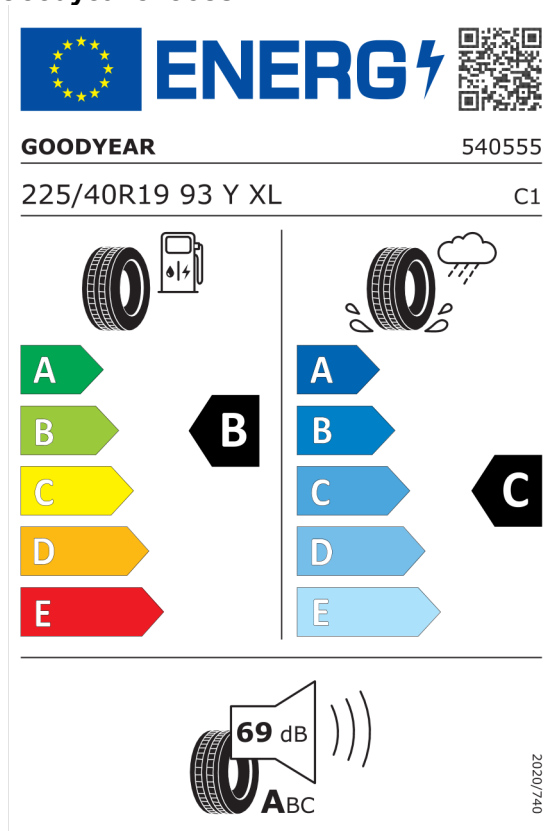 ENERG
GOODYEAR 540555
225/40R19 93 Y XL C1
A A
B B B
C C C
D D
E E
69 dB
ABC
2020/740